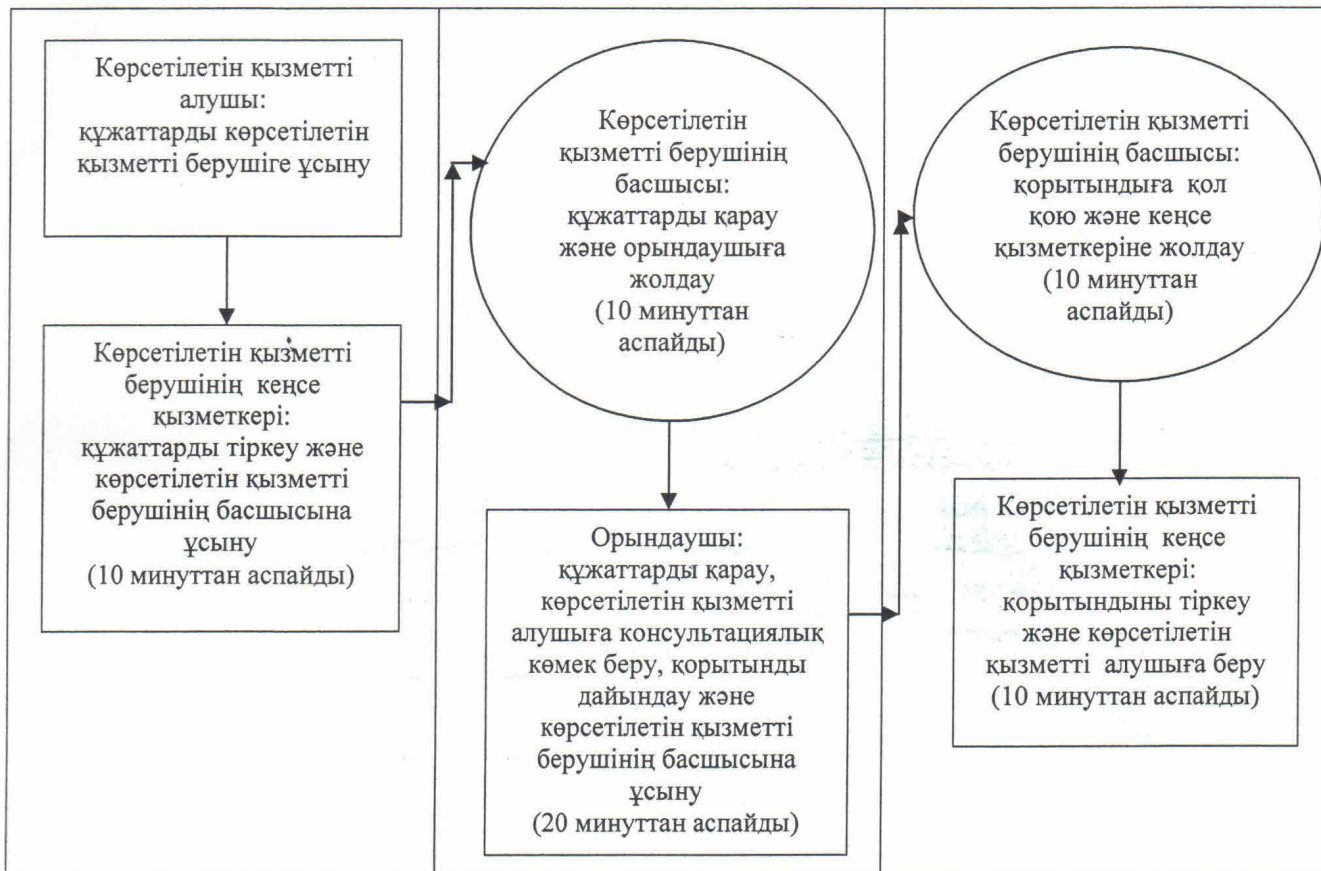 Көрсетілетін қызметті
алушы:
құжаттарды көрсетілетін
қызметті берушіге ұсыну
Көрсетілетін қызметті
берушінің кеңсе
қызметкері:
құжаттарды тіркеу және
көрсетілетін қызметті
берушінің басшысына
ұсыну
(10 минуттан аспайды)
Көрсетілетін
қызметті берушінің
басшысы:
құжаттарды қарау
және орындаушыға
жолдау
(10 минуттан
аспайды)
Орындаушы:
құжаттарды қарау,
көрсетілетін қызметті
алушыға консультациялық
көмек беру, қорытынды
дайындау және
көрсетілетін қызметті
берушінің басшысына
ұсыну
(20 минуттан аспайды)
Көрсетілетін қызметті
берушінің басшысы:
қорытындыға қол
қою және кеңсе
қызметкеріне жолдау
(10 минуттан
аспайды)
Көрсетілетін қызметті
берушінің кеңсе
қызметкері:
қорытындыны тіркеу
және көрсетілетін
қызметті алушыға беру
(10 минуттан аспайды)